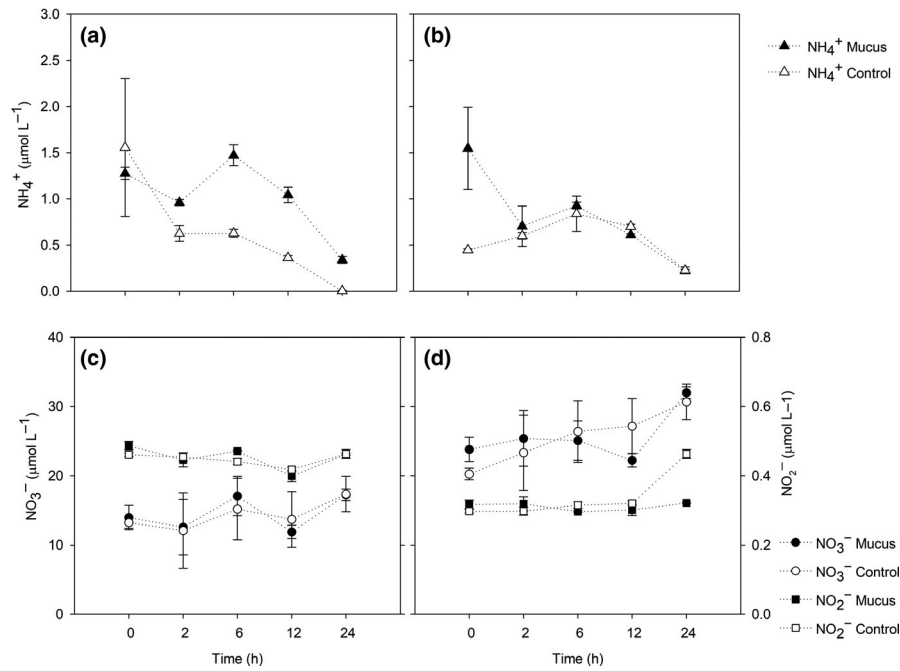 (a)
(b)
NH₄⁺ Mucus
NH₄⁺ Control
3.0
2.5
2.0
1.5
1.0
0.5
0.0
NH₄⁺ (μmol L⁻¹)
(c)
(d)
40
30
20
10
0
NO₃⁻ (μmol L⁻¹)
0.8
0.6
0.4
0.2
0.0
NO₂⁻ (μmol L–1)
NO₃⁻ Mucus
NO₃⁻ Control
NO₂⁻ Mucus
NO₂⁻ Control
0 2 6 12 24
0 2 6 12 24
Time (h)
Time (h)